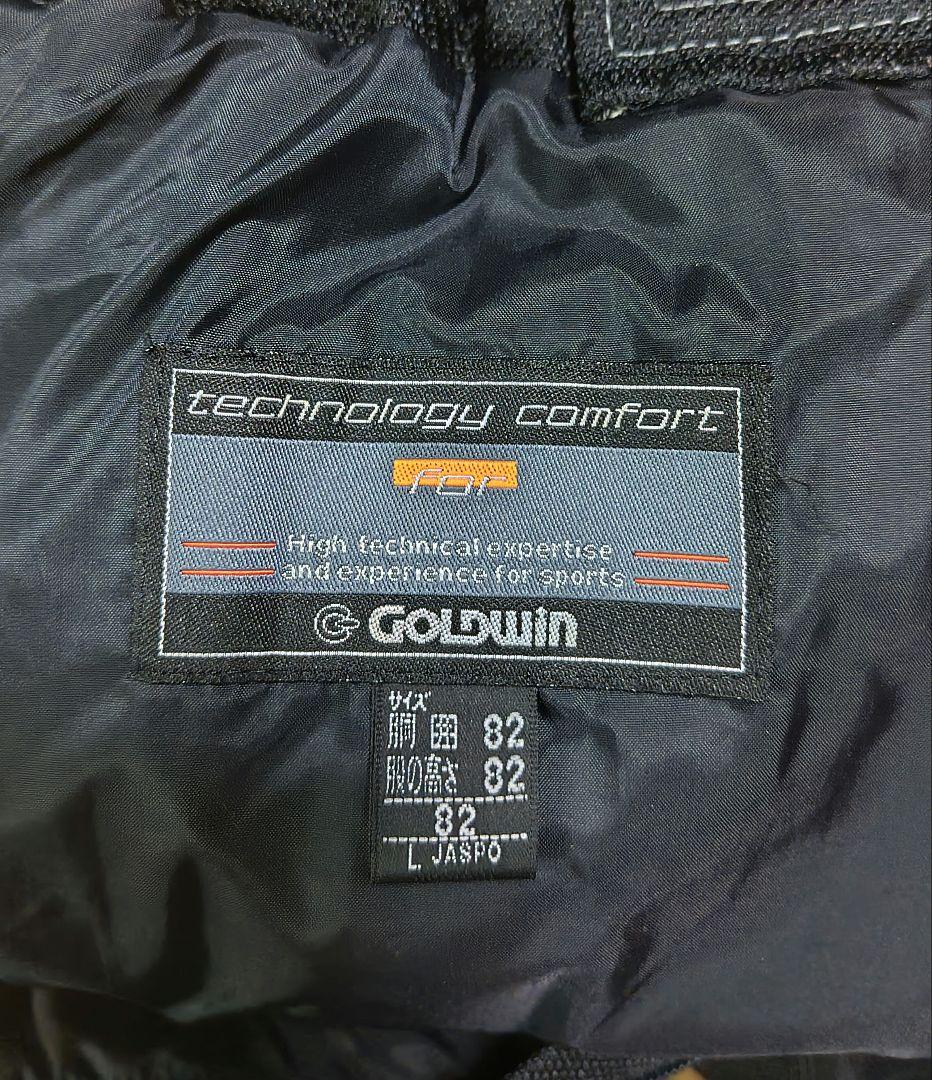 technology comfort
for
High technical expertise
and experience for sports
GOLDWIN
サイズ
胴囲 82
股の高さ 82
82
L JASPO